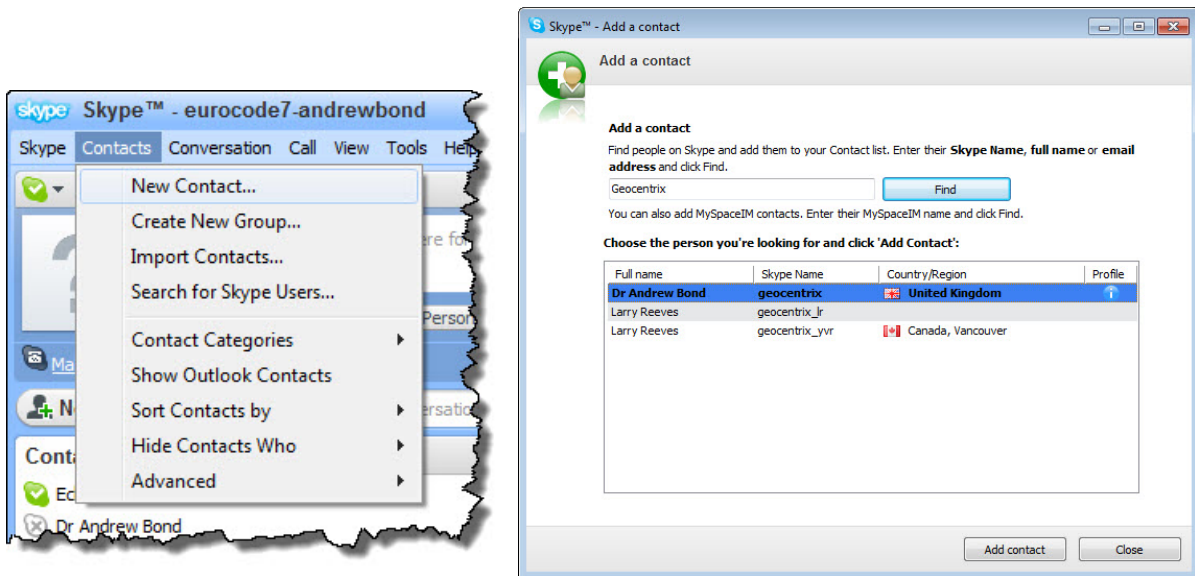 skype Skype™ - eurocode7-andrewbond
Skype Contacts Conversation Call View Tools Help
New Contact...
Create New Group...
Import Contacts...
Search for Skype Users...
Contact Categories
Show Outlook Contacts
Sort Contacts by
Hide Contacts Who
Advanced
Dr Andrew Bond
Skype™ - Add a contact
Add a contact
Add a contact
Find people on Skype and add them to your Contact list. Enter their Skype Name, full name or email
address and click Find.
Geocentrix Find
You can also add MySpaceIM contacts. Enter their MySpaceIM name and click Find.
Choose the person you're looking for and click 'Add Contact':
Full name Skype Name Country/Region Profile
Dr Andrew Bond geocentrix United Kingdom
Larry Reeves geocentrix_lr
Larry Reeves geocentrix_yvr Canada, Vancouver
Add contact Close